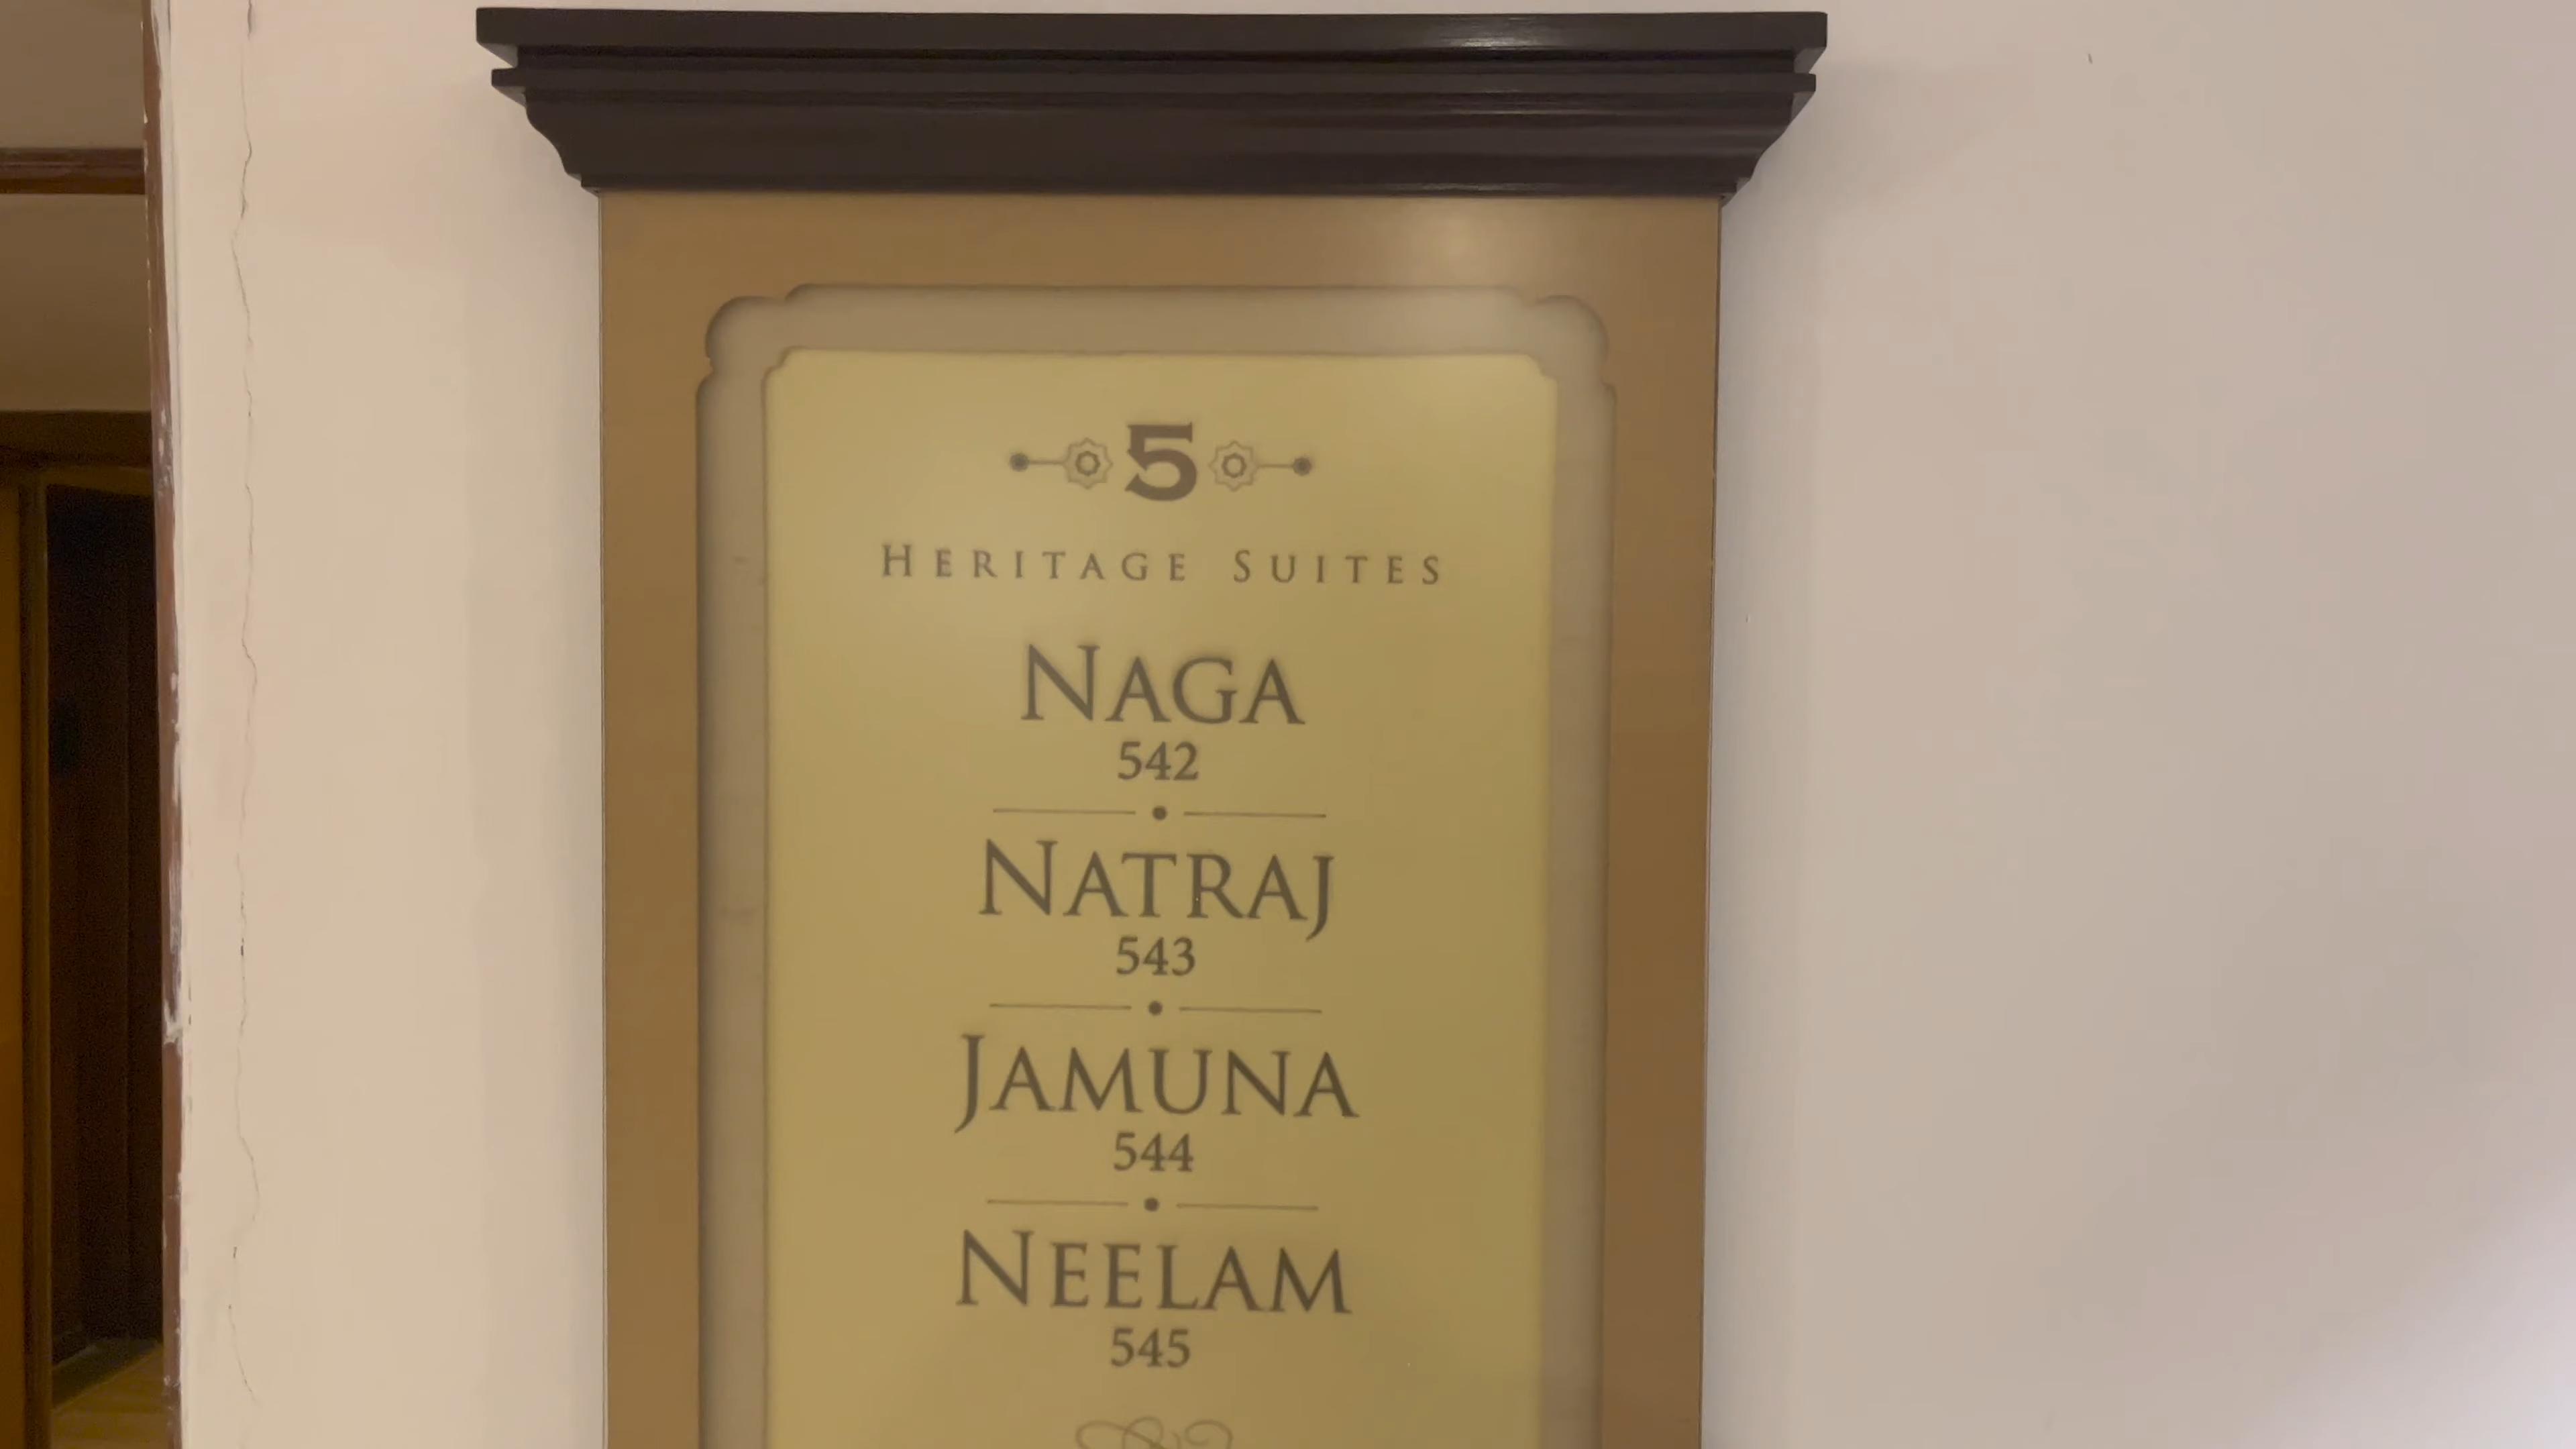 5
HERITAGE SUITES
NAGA
542
NATRAJ
543
JAMUNA
544
NEELAM
545